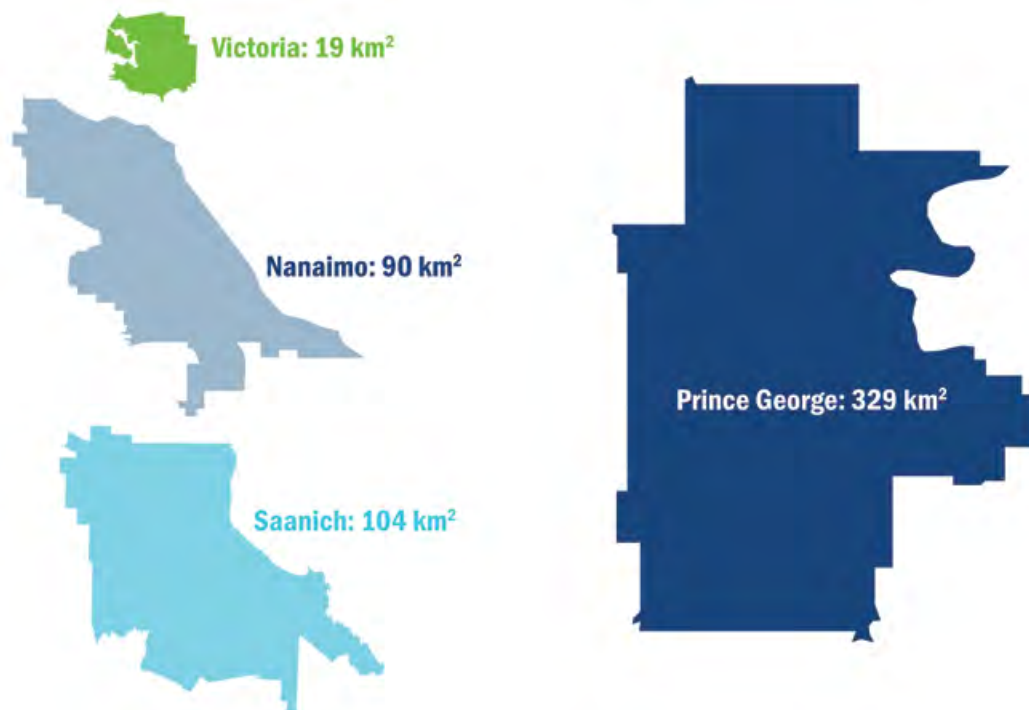 Victoria: 19 km²
Nanaimo: 90 km²
Prince George: 329 km²
Saanich: 104 km²